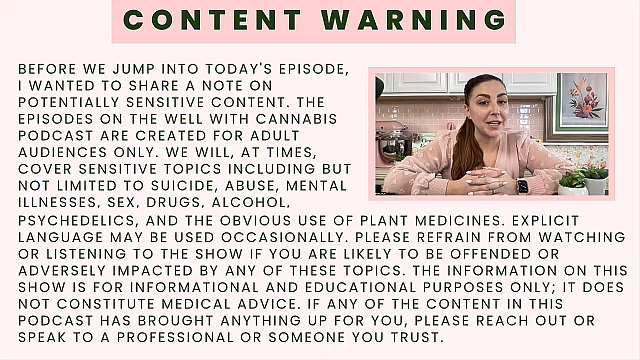 CONTENT WARNING
BEFORE WE JUMP INTO TODAY'S EPISODE,
I WANTED TO SHARE A NOTE ON
POTENTIALLY SENSITIVE CONTENT. THE
EPISODES ON THE WELL WITH CANNABIS
PODCAST ARE CREATED FOR ADULT
AUDIENCES ONLY. WE WILL, AT TIMES,
COVER SENSITIVE TOPICS INCLUDING BUT
NOT LIMITED TO SUICIDE, ABUSE, MENTAL
ILLNESSES, SEX, DRUGS, ALCOHOL,
PSYCHEDELICS, AND THE OBVIOUS USE OF PLANT MEDICINES. EXPLICIT
LANGUAGE MAY BE USED OCCASIONALLY. PLEASE REFRAIN FROM WATCHING
OR LISTENING TO THE SHOW IF YOU ARE LIKELY TO BE OFFENDED OR
ADVERSELY IMPACTED BY ANY OF THESE TOPICS. THE INFORMATION ON THIS
SHOW IS FOR INFORMATIONAL AND EDUCATIONAL PURPOSES ONLY; IT DOES
NOT CONSTITUTE MEDICAL ADVICE. IF ANY OF THE CONTENT IN THIS
PODCAST HAS BROUGHT ANYTHING UP FOR YOU, PLEASE REACH OUT OR
SPEAK TO A PROFESSIONAL OR SOMEONE YOU TRUST.